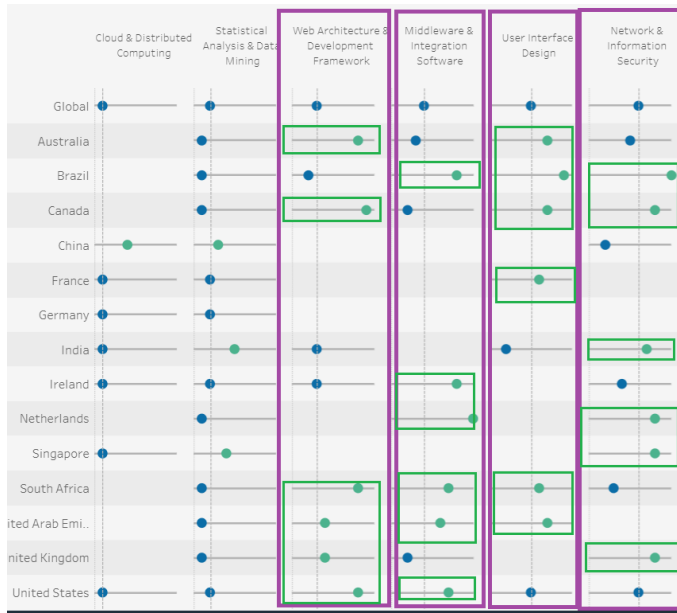 Cloud & Distributed
Computing
Statistical
Analysis & Data
Mining
Web Architecture &
Development
Framework
Middleware &
Integration
Software
User Interface
Design
Network &
Information
Security
Global
Australia
Brazil
Canada
China
France
Germany
India
Ireland
Netherlands
Singapore
South Africa
ited Arab Emi..
nited Kingdom
United States